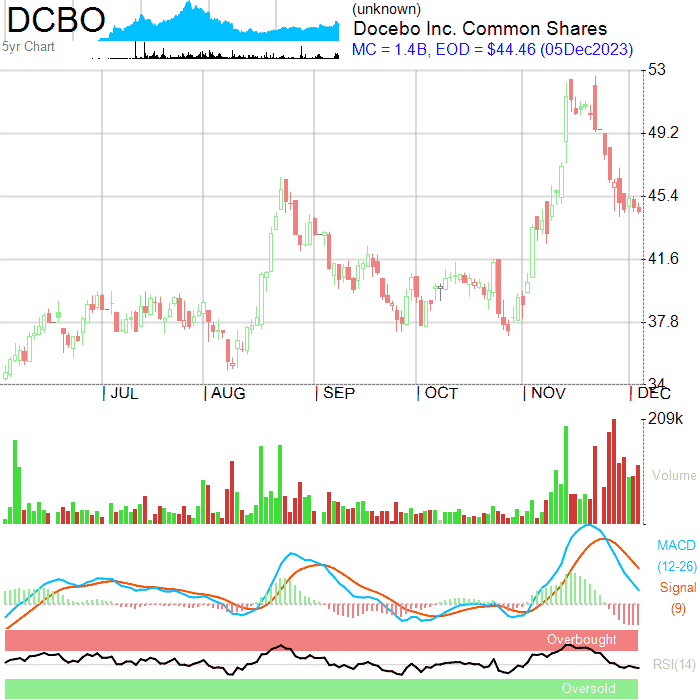 DCBO
5yr Chart
(unknown)
Docebo Inc. Common Shares
MC = 1.4B, EOD = $44.46 (05Dec2023)
53
49.2
45.4
41.6
37.8
34
JUL
AUG
SEP
OCT
NOV
DEC
209k
Volume
MACD
(12-26)
Signal
(9)
Overbought
RSI(14)
Oversold